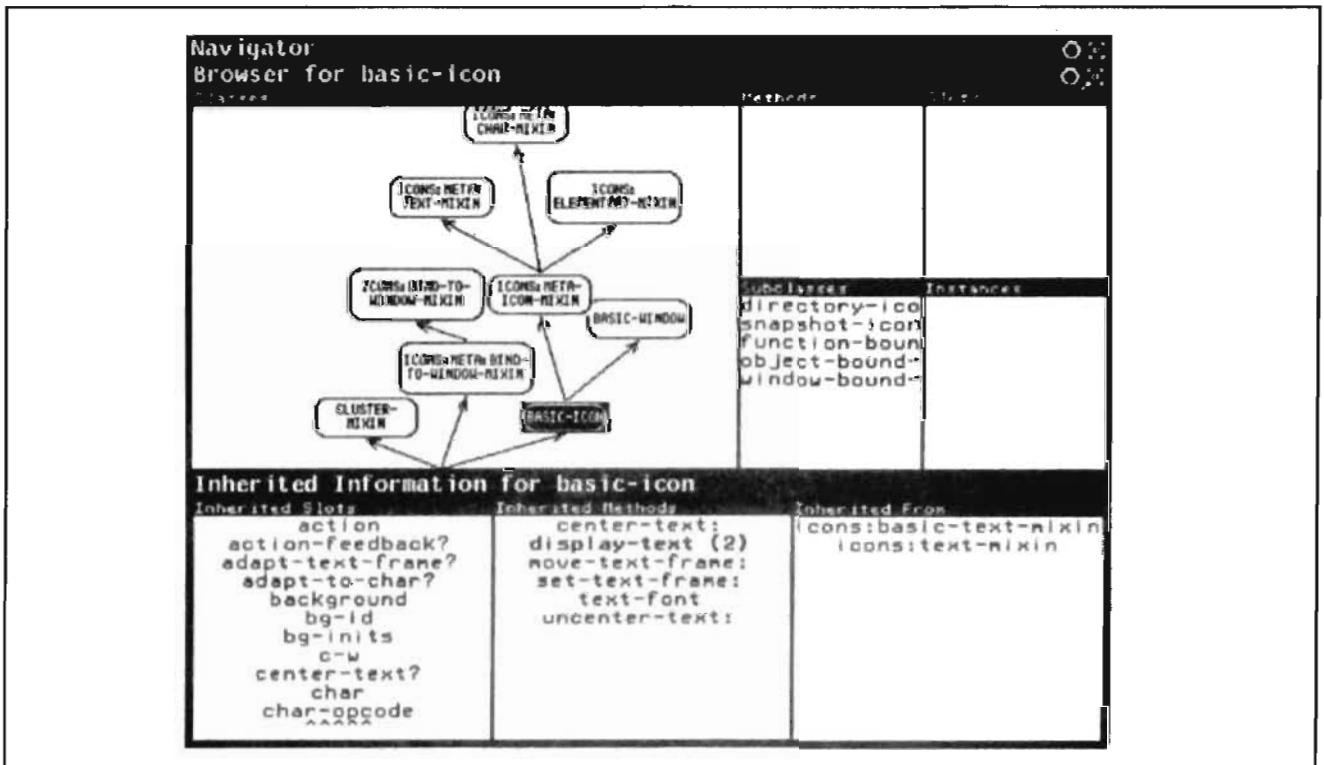 Navigator
Browser for basic-icon
Classes
Methods
Slots
CHAR-MIXIN
ICONS:META
TEXT-MIXIN
ICONS:
ELEMENTARY-MIXIN
ICONS:BIND-TO-
WINDOW-MIXIN
ICONS:META-
ICON-MIXIN
BASIC-WINDOW
ICONS:META:BIND-
TO-WINDOW-MIXIN
CLUSTER-
MIXIN
BASIC-ICON
Subclasses
directory-ico
snapshot-icon
function-boun
object-bound-
window-bound-
Instances
Inherited Information for basic-icon
Inherited Slots
action
action-feedback?
adapt-text-frame?
adapt-to-char?
background
bg-id
bg-inits
c-w
center-text?
char
char-opcode
^^^^^
Inherited Methods
center-text:
display-text (2)
move-text-frame:
set-text-frame:
text-font
uncenter-text:
Inherited From
icons:basic-text-mixin
icons:text-mixin